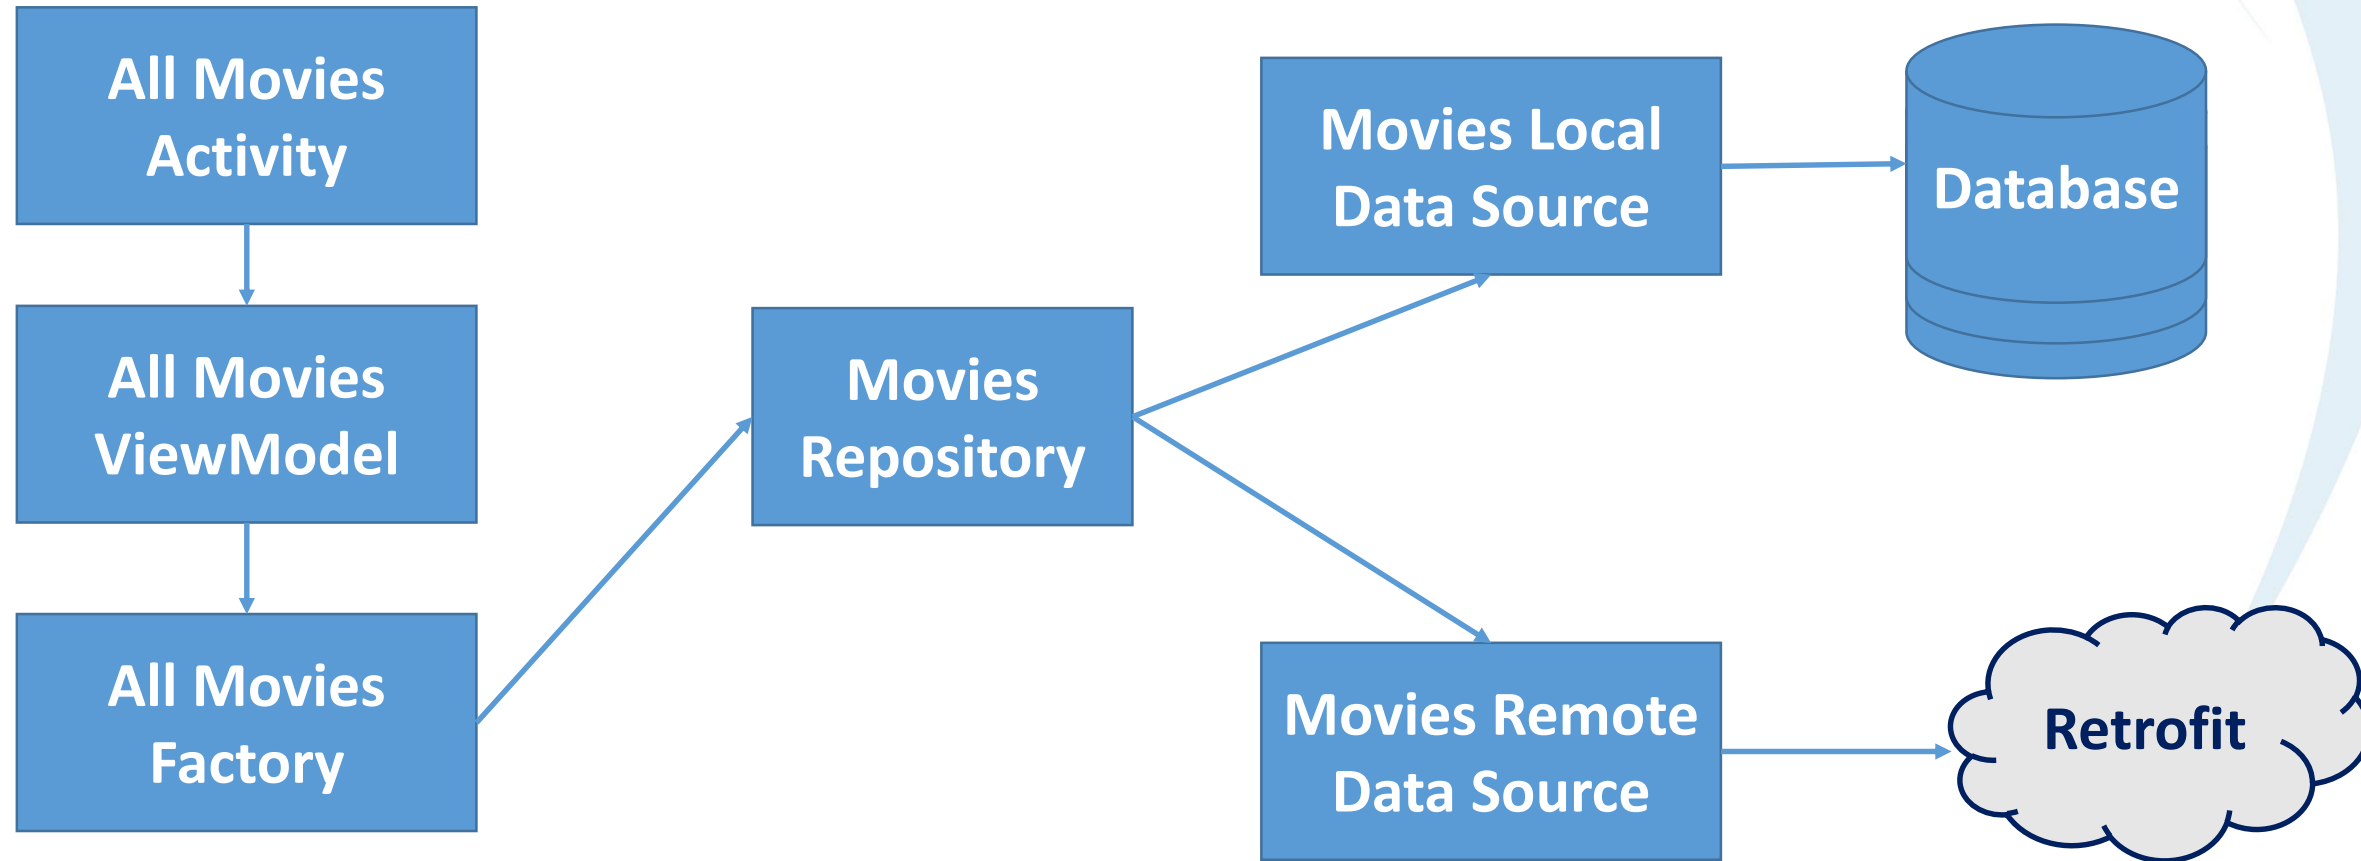 All Movies
Activity
All Movies
ViewModel
All Movies
Factory
Movies
Repository
Movies Local
Data Source
Database
Movies Remote
Data Source
Retrofit